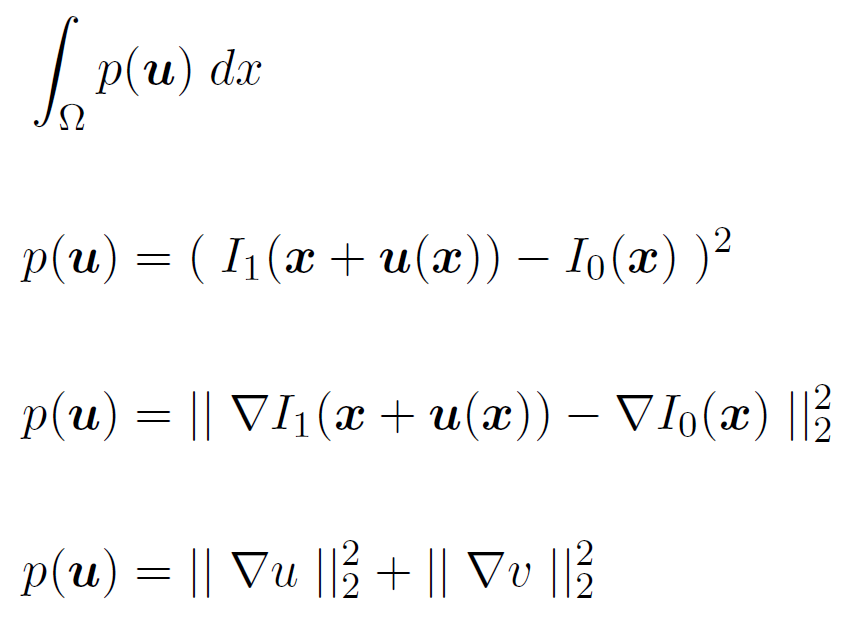 ∫_Ω p(𝒖) dx
p(𝒖) = ( I₁(𝒙 + 𝒖(𝒙)) − I₀(𝒙) )²
p(𝒖) = || ∇I₁(𝒙 + 𝒖(𝒙)) − ∇I₀(𝒙) ||₂²
p(𝒖) = || ∇u ||₂² + || ∇v ||₂²